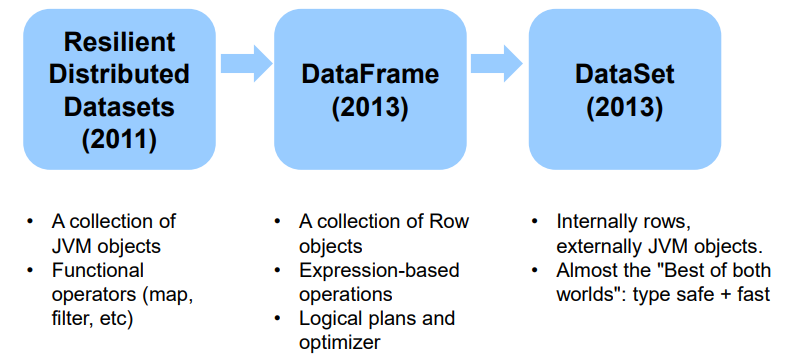 Resilient
Distributed
Datasets
(2011)
DataFrame
(2013)
DataSet
(2013)
• A collection of
JVM objects
• Functional
operators (map,
filter, etc)
• A collection of Row
objects
• Expression-based
operations
• Logical plans and
optimizer
• Internally rows,
externally JVM objects.
• Almost the "Best of both
worlds": type safe + fast